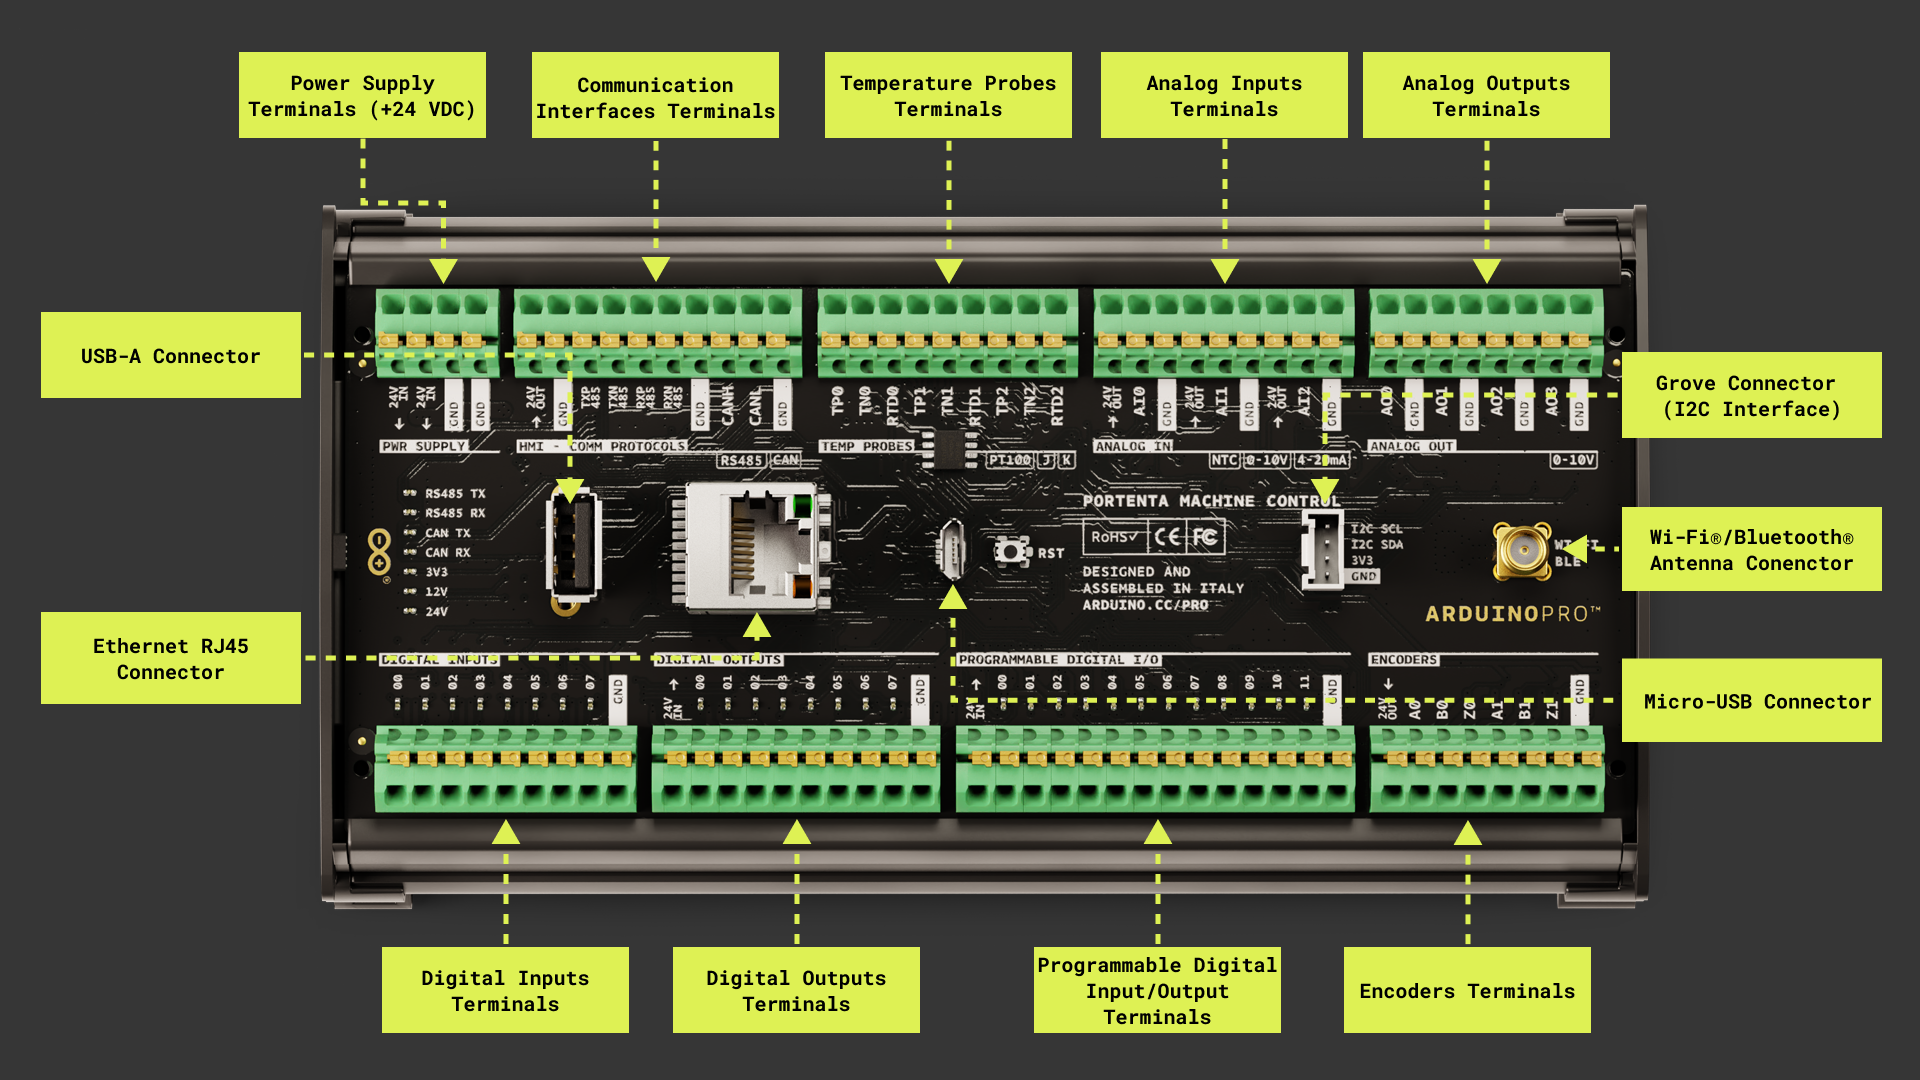 Power Supply
Terminals (+24 VDC)
Communication
Interfaces Terminals
Temperature Probes
Terminals
Analog Inputs
Terminals
Analog Outputs
Terminals
USB-A Connector
Grove Connector
(I2C Interface)
24V IN
24V IN
GND
GND
24V OUT
GND
TXP 485
TXN 485
RXP 485
RXN 485
GND
CANH
CANL
GND
TP0
TN0
RTD0
TP1
TN1
RTD1
TP2
TN2
RTD2
24V OUT
AI0
GND
24V OUT
AI1
GND
24V OUT
AI2
GND
AO0
GND
AO1
GND
AO2
GND
AO3
GND
PWR SUPPLY
HMI - COMM PROTOCOLS
TEMP PROBES
ANALOG IN
ANALOG OUT
RS485
CAN
PT100
J
K
NTC
0-10V
4-20mA
0-10V
RS485 TX
RS485 RX
CAN TX
CAN RX
3V3
12V
24V
RST
PORTENTA MACHINE CONTROL
RoHS
CE
FC
DESIGNED AND
ASSEMBLED IN ITALY
ARDUINO.CC/PRO
I2C SCL
I2C SDA
3V3
GND
WI-FI
BLE
ARDUINOPRO™
Wi-Fi®/Bluetooth®
Antenna Conenctor
Ethernet RJ45
Connector
Micro-USB Connector
DIGITAL INPUTS
DIGITAL OUTPUTS
PROGRAMMABLE DIGITAL I/O
ENCODERS
00
01
02
03
04
05
06
07
GND
24V IN
00
01
02
03
04
05
06
07
GND
24V IN
00
01
02
03
04
05
06
07
08
09
10
11
GND
24V OUT
A0
B0
Z0
A1
B1
Z1
GND
Digital Inputs
Terminals
Digital Outputs
Terminals
Programmable Digital
Input/Output
Terminals
Encoders Terminals